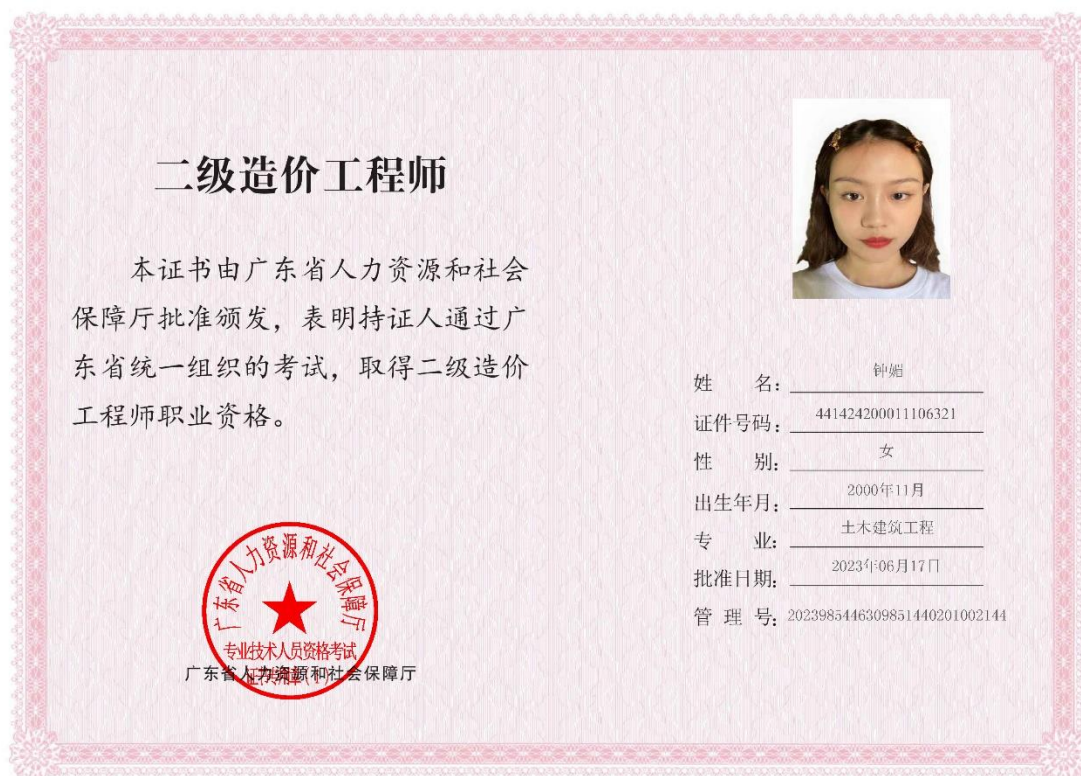 二级造价工程师
本证书由广东省人力资源和社会
保障厅批准颁发，表明持证人通过广
东省统一组织的考试，取得二级造价
工程师职业资格。
姓 名：钟媚
证件号码：441424200011106321
性 别：女
出生年月：2000年11月
专 业：土木建筑工程
批准日期：2023年06月17日
管 理 号：20239854463098514402010021​44
广东省人力资源和社会保障厅
专业技术人员资格考试
广东省人力资源和社会保障厅